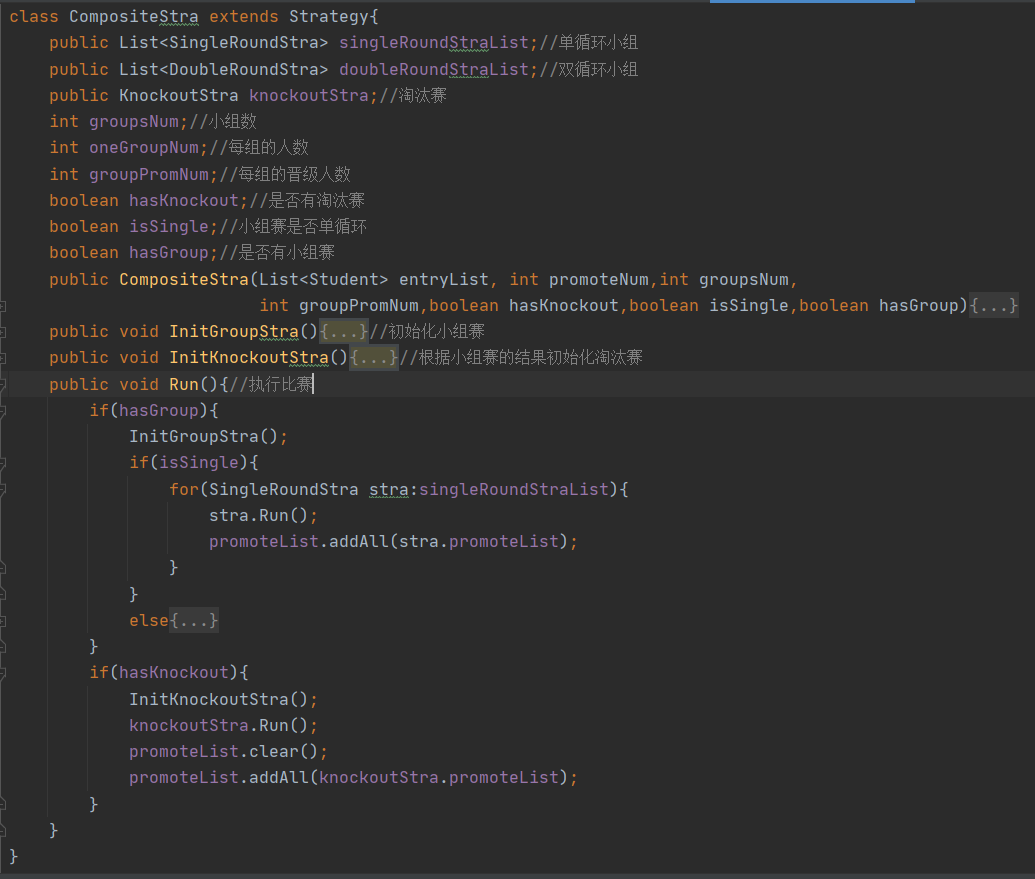 class CompositeStra extends Strategy{
    public List<SingleRoundStra> singleRoundStraList;//单循环小组
    public List<DoubleRoundStra> doubleRoundStraList;//双循环小组
    public KnockoutStra knockoutStra;//淘汰赛
    int groupsNum;//小组数
    int oneGroupNum;//每组的人数
    int groupPromNum;//每组的晋级人数
    boolean hasKnockout;//是否有淘汰赛
    boolean isSingle;//小组赛是否单循环
    boolean hasGroup;//是否有小组赛
    public CompositeStra(List<Student> entryList, int promoteNum,int groupsNum,
                         int groupPromNum,boolean hasKnockout,boolean isSingle,boolean hasGroup){...}
    public void InitGroupStra(){...}//初始化小组赛
    public void InitKnockoutStra(){...}//根据小组赛的结果初始化淘汰赛
    public void Run(){//执行比赛
        if(hasGroup){
            InitGroupStra();
            if(isSingle){
                for(SingleRoundStra stra:singleRoundStraList){
                    stra.Run();
                    promoteList.addAll(stra.promoteList);
                }
            }
            else{...}
        }
        if(hasKnockout){
            InitKnockoutStra();
            knockoutStra.Run();
            promoteList.clear();
            promoteList.addAll(knockoutStra.promoteList);
        }
    }
}